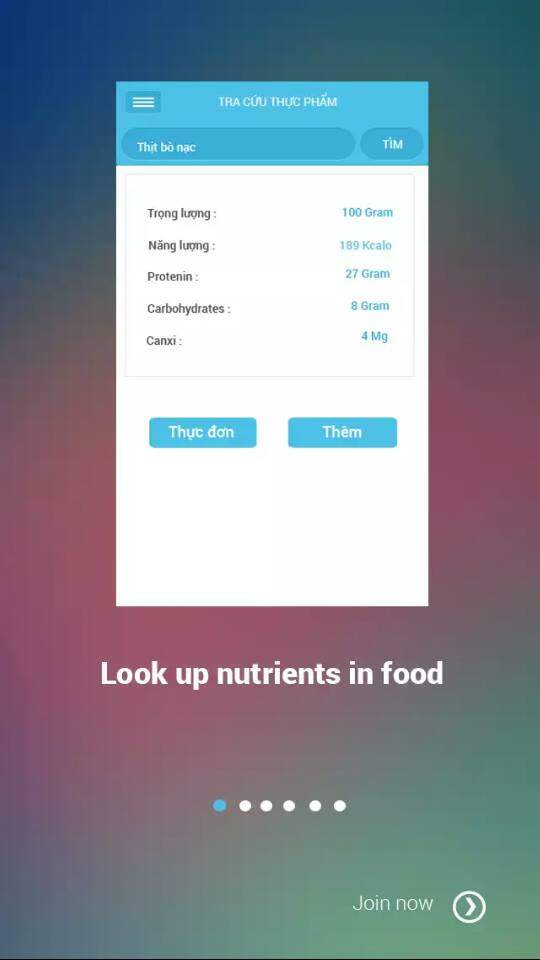 TRA CỨU THỰC PHẨM
Thịt bò nạc TÌM
Trọng lượng : 100 Gram
Năng lượng : 189 Kcalo
Protenin : 27 Gram
Carbohydrates : 8 Gram
Canxi : 4 Mg
Thực đơn Thêm
Look up nutrients in food
Join now